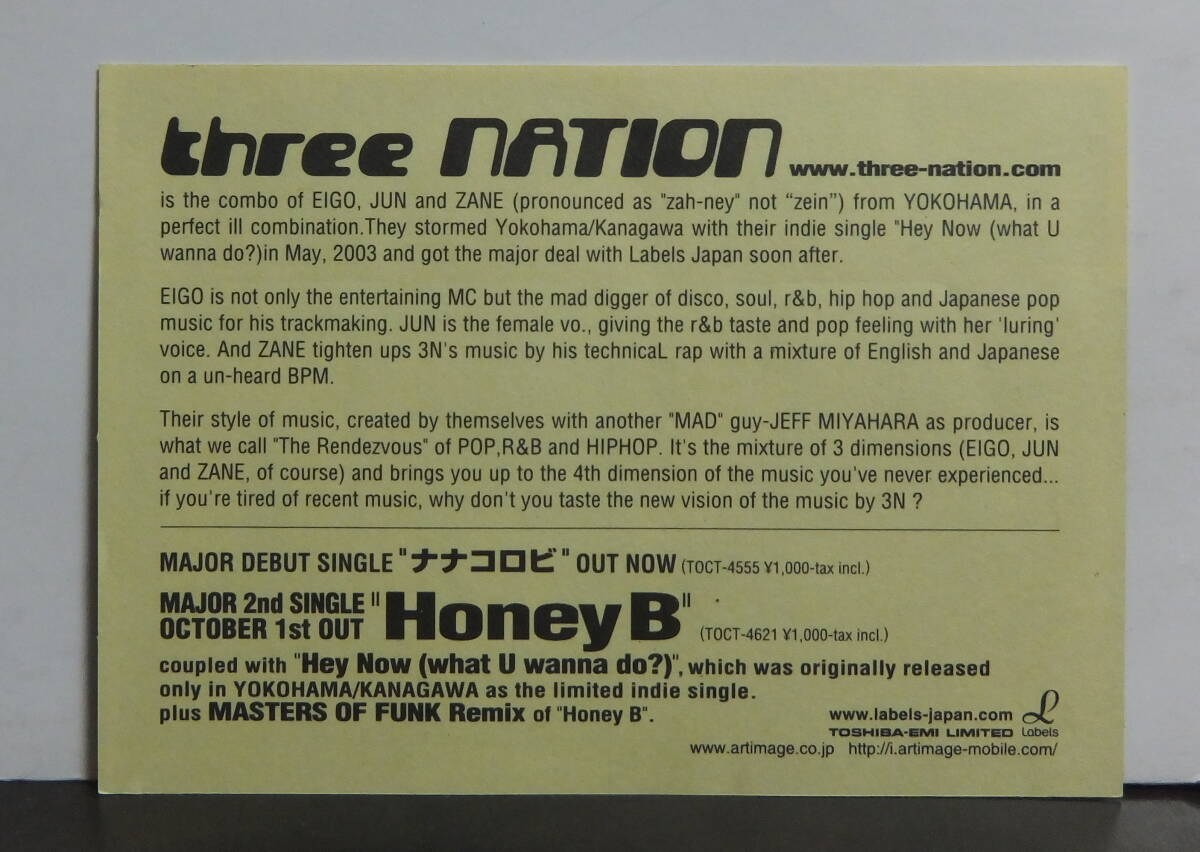 three NATION www.three-nation.com
is the combo of EIGO, JUN and ZANE (pronounced as "zah-ney" not “zein”) from YOKOHAMA, in a
perfect ill combination.They stormed Yokohama/Kanagawa with their indie single "Hey Now (what U
wanna do?)in May, 2003 and got the major deal with Labels Japan soon after.
EIGO is not only the entertaining MC but the mad digger of disco, soul, r&b, hip hop and Japanese pop
music for his trackmaking. JUN is the female vo., giving the r&b taste and pop feeling with her 'luring'
voice. And ZANE tighten ups 3N's music by his technicaL rap with a mixture of English and Japanese
on a un-heard BPM.
Their style of music, created by themselves with another "MAD" guy-JEFF MIYAHARA as producer, is
what we call "The Rendezvous" of POP,R&B and HIPHOP. It's the mixture of 3 dimensions (EIGO, JUN
and ZANE, of course) and brings you up to the 4th dimension of the music you've never experienced...
if you're tired of recent music, why don't you taste the new vision of the music by 3N ?
MAJOR DEBUT SINGLE "ナナコロビ" OUT NOW (TOCT-4555 ¥1,000-tax incl.)
MAJOR 2nd SINGLE "Honey B"
OCTOBER 1st OUT (TOCT-4621 ¥1,000-tax incl.)
coupled with "Hey Now (what U wanna do?)", which was originally released
only in YOKOHAMA/KANAGAWA as the limited indie single.
plus MASTERS OF FUNK Remix of "Honey B".
www.labels-japan.com L
TOSHIBA-EMI LIMITED Labels
www.artimage.co.jp http://i.artimage-mobile.com/